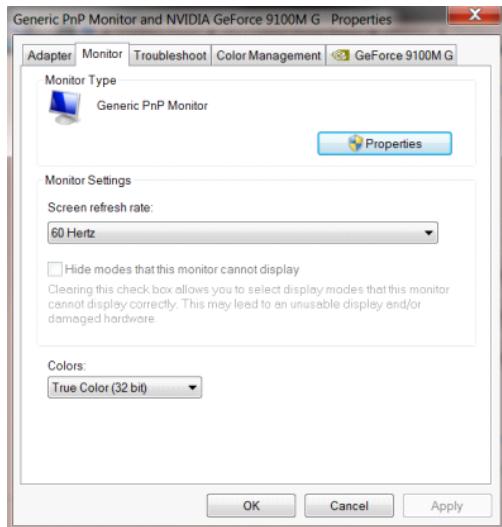 Generic PnP Monitor and NVIDIA GeForce 9100M G Properties
Adapter Monitor Troubleshoot Color Management GeForce 9100M G
Monitor Type
Generic PnP Monitor
Properties
Monitor Settings
Screen refresh rate:
60 Hertz
Hide modes that this monitor cannot display
Clearing this check box allows you to select display modes that this monitor
cannot display correctly. This may lead to an unusable display and/or
damaged hardware.
Colors:
True Color (32 bit)
OK Cancel Apply